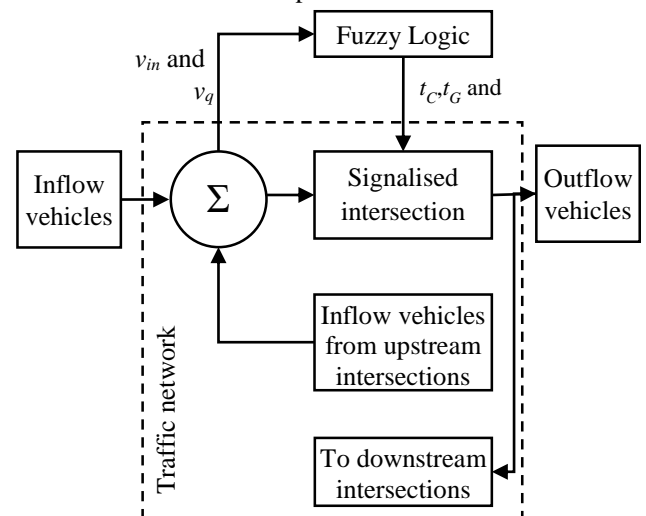 Fuzzy Logic
v_in and
v_q
t_C,t_G and
Inflow
vehicles
Σ
Signalised
intersection
Outflow
vehicles
Inflow vehicles
from upstream
intersections
Traffic network
To downstream
intersections